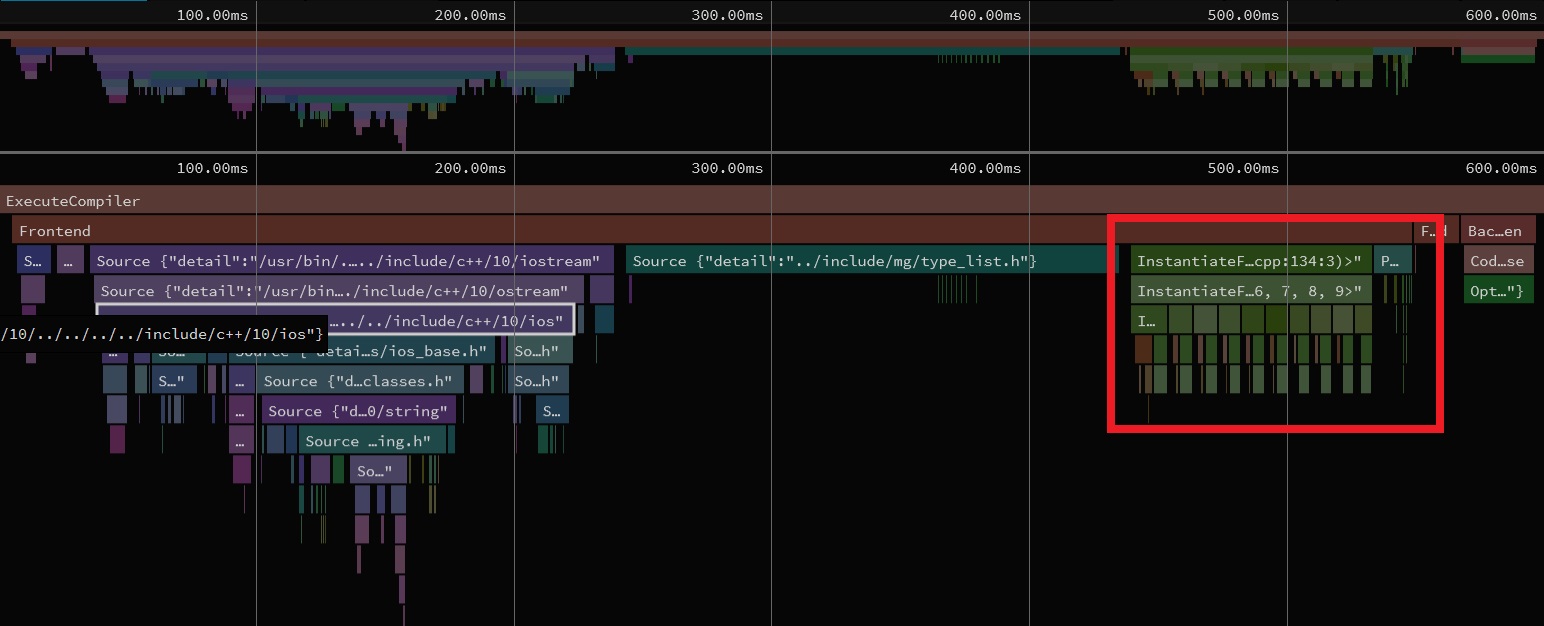 100.00ms 200.00ms 300.00ms 400.00ms 500.00ms 600.00ms
100.00ms 200.00ms 300.00ms 400.00ms 500.00ms 600.00ms
ExecuteCompiler
Frontend F…d Bac…en
S… … Source {"detail":"/usr/bin/...../include/c++/10/iostream" Source {"detail":"../include/mg/type_list.h"} InstantiateF…cpp:134:3)>" P… Cod…se
Source {"detail":"/usr/bin…./include/c++/10/ostream" InstantiateF…6, 7, 8, 9>" Opt…"}
…../../include/c++/10/ios" I…
/10/../../../../include/c++/10/ios"}
… So…" Source {"detai…s/ios_base.h" So…h"
S…" … Source {"d…classes.h" So…h"
… Source {"d…0/string" S…
… Source …ing.h"
So…"